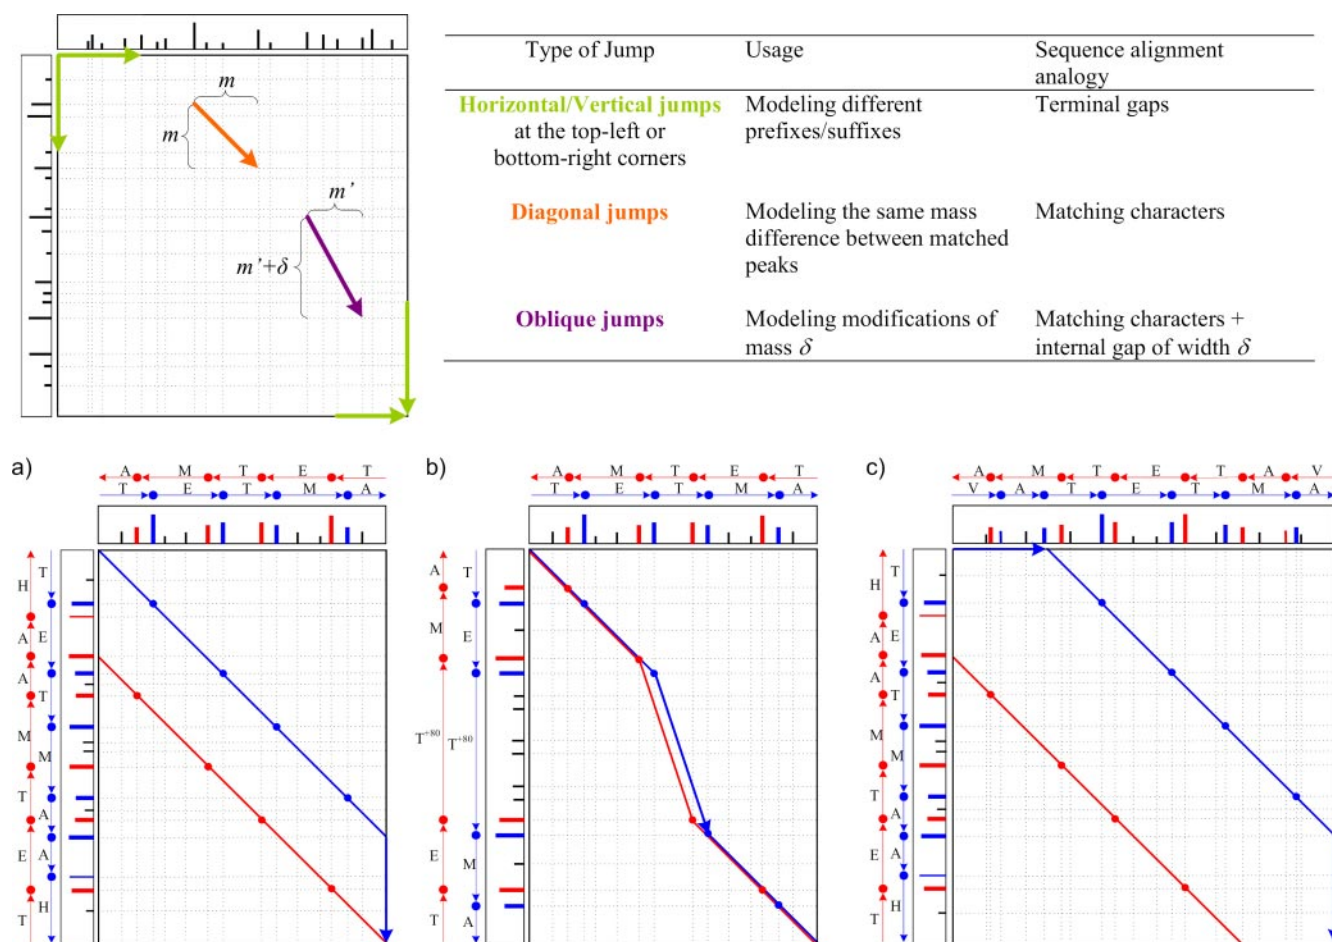 m
m
m'
m'+δ
Type of Jump Usage Sequence alignment
analogy
Horizontal/Vertical jumps Modeling different Terminal gaps
at the top-left or prefixes/suffixes
bottom-right corners
Diagonal jumps Modeling the same mass Matching characters
difference between matched
peaks
Oblique jumps Modeling modifications of Matching characters +
mass δ internal gap of width δ
a)
A M T E T
T E T M A
H A A M T E T
T E T M A A H
b)
A M T E T
T E T M A
A M T+80 E T
T E T+80 M A
c)
A M T E T A V
V A T E T M A
H A A M T E T
T E T M A A H